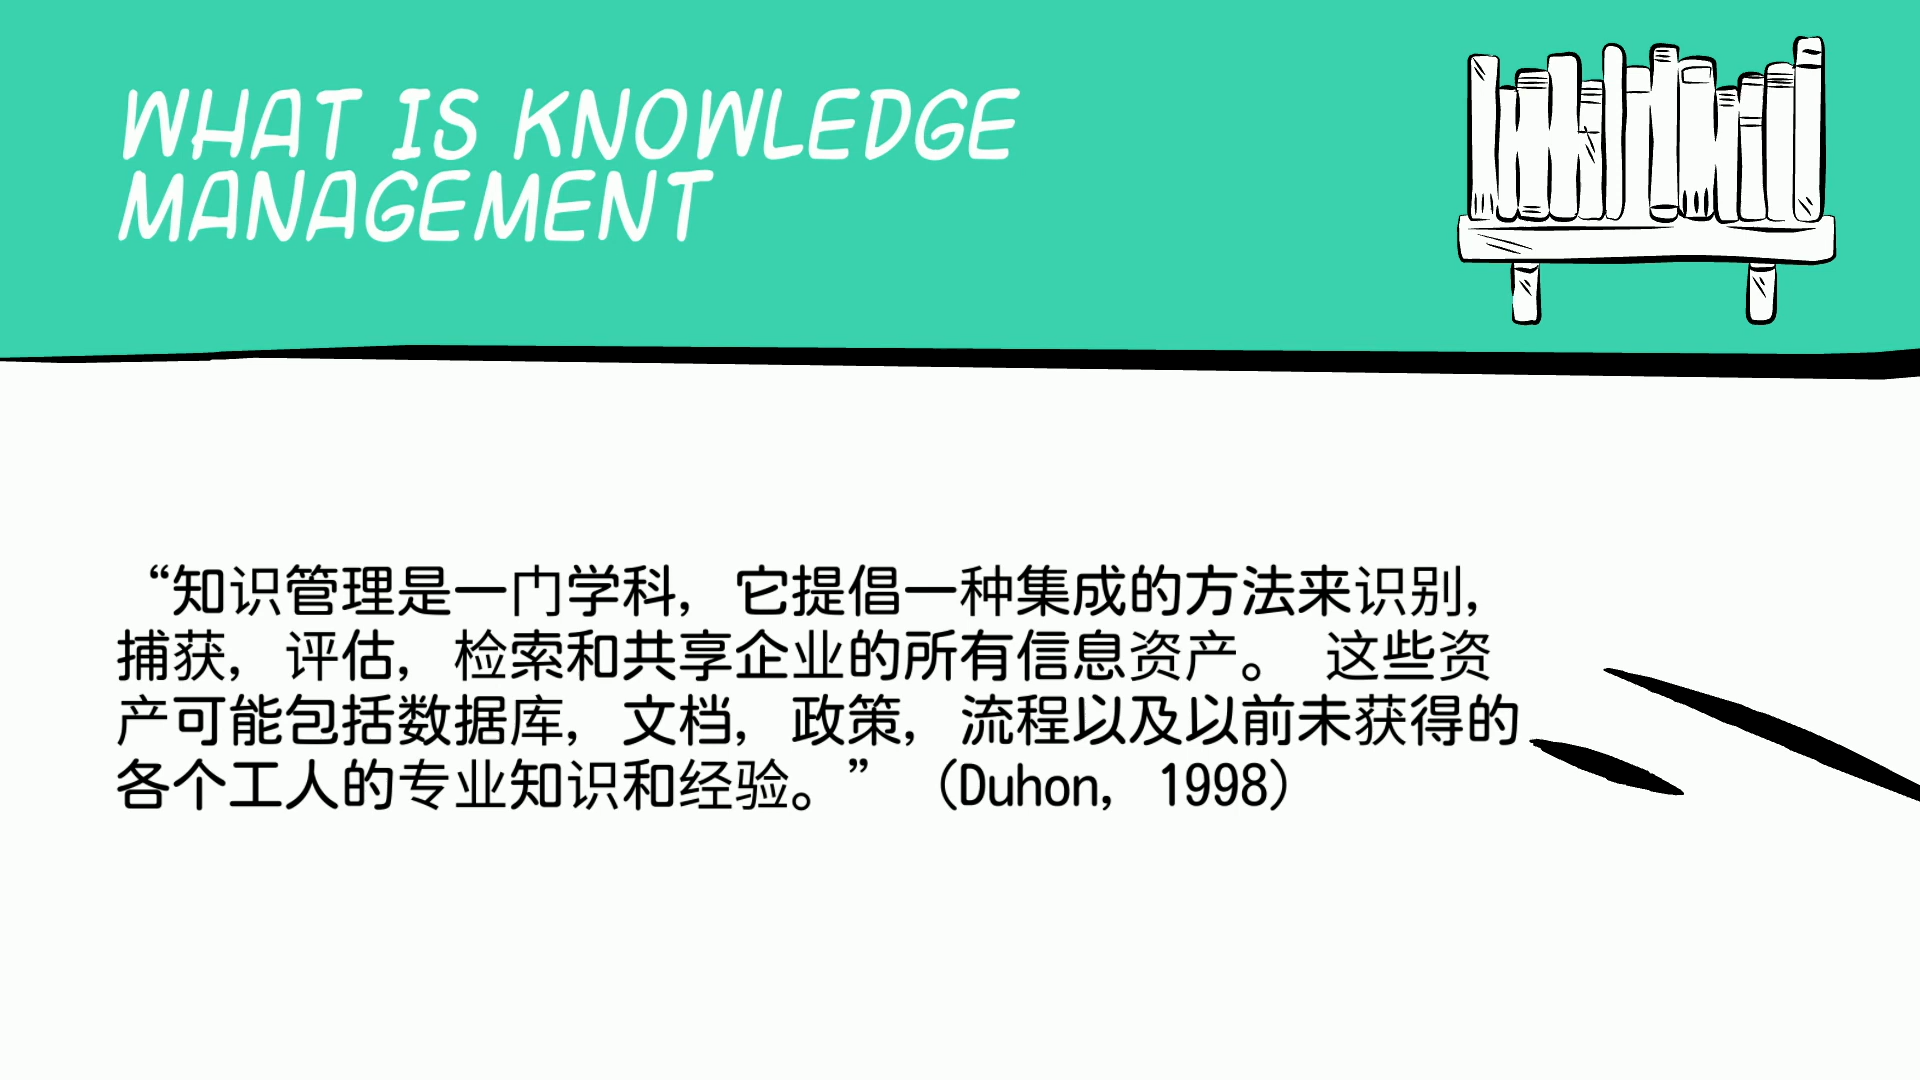 WHAT IS KNOWLEDGE
MANAGEMENT
“知识管理是一门学科，它提倡一种集成的方法来识别，
捕获，评估，检索和共享企业的所有信息资产。 这些资
产可能包括数据库，文档，政策，流程以及以前未获得的
各个工人的专业知识和经验。” （Duhon，1998）